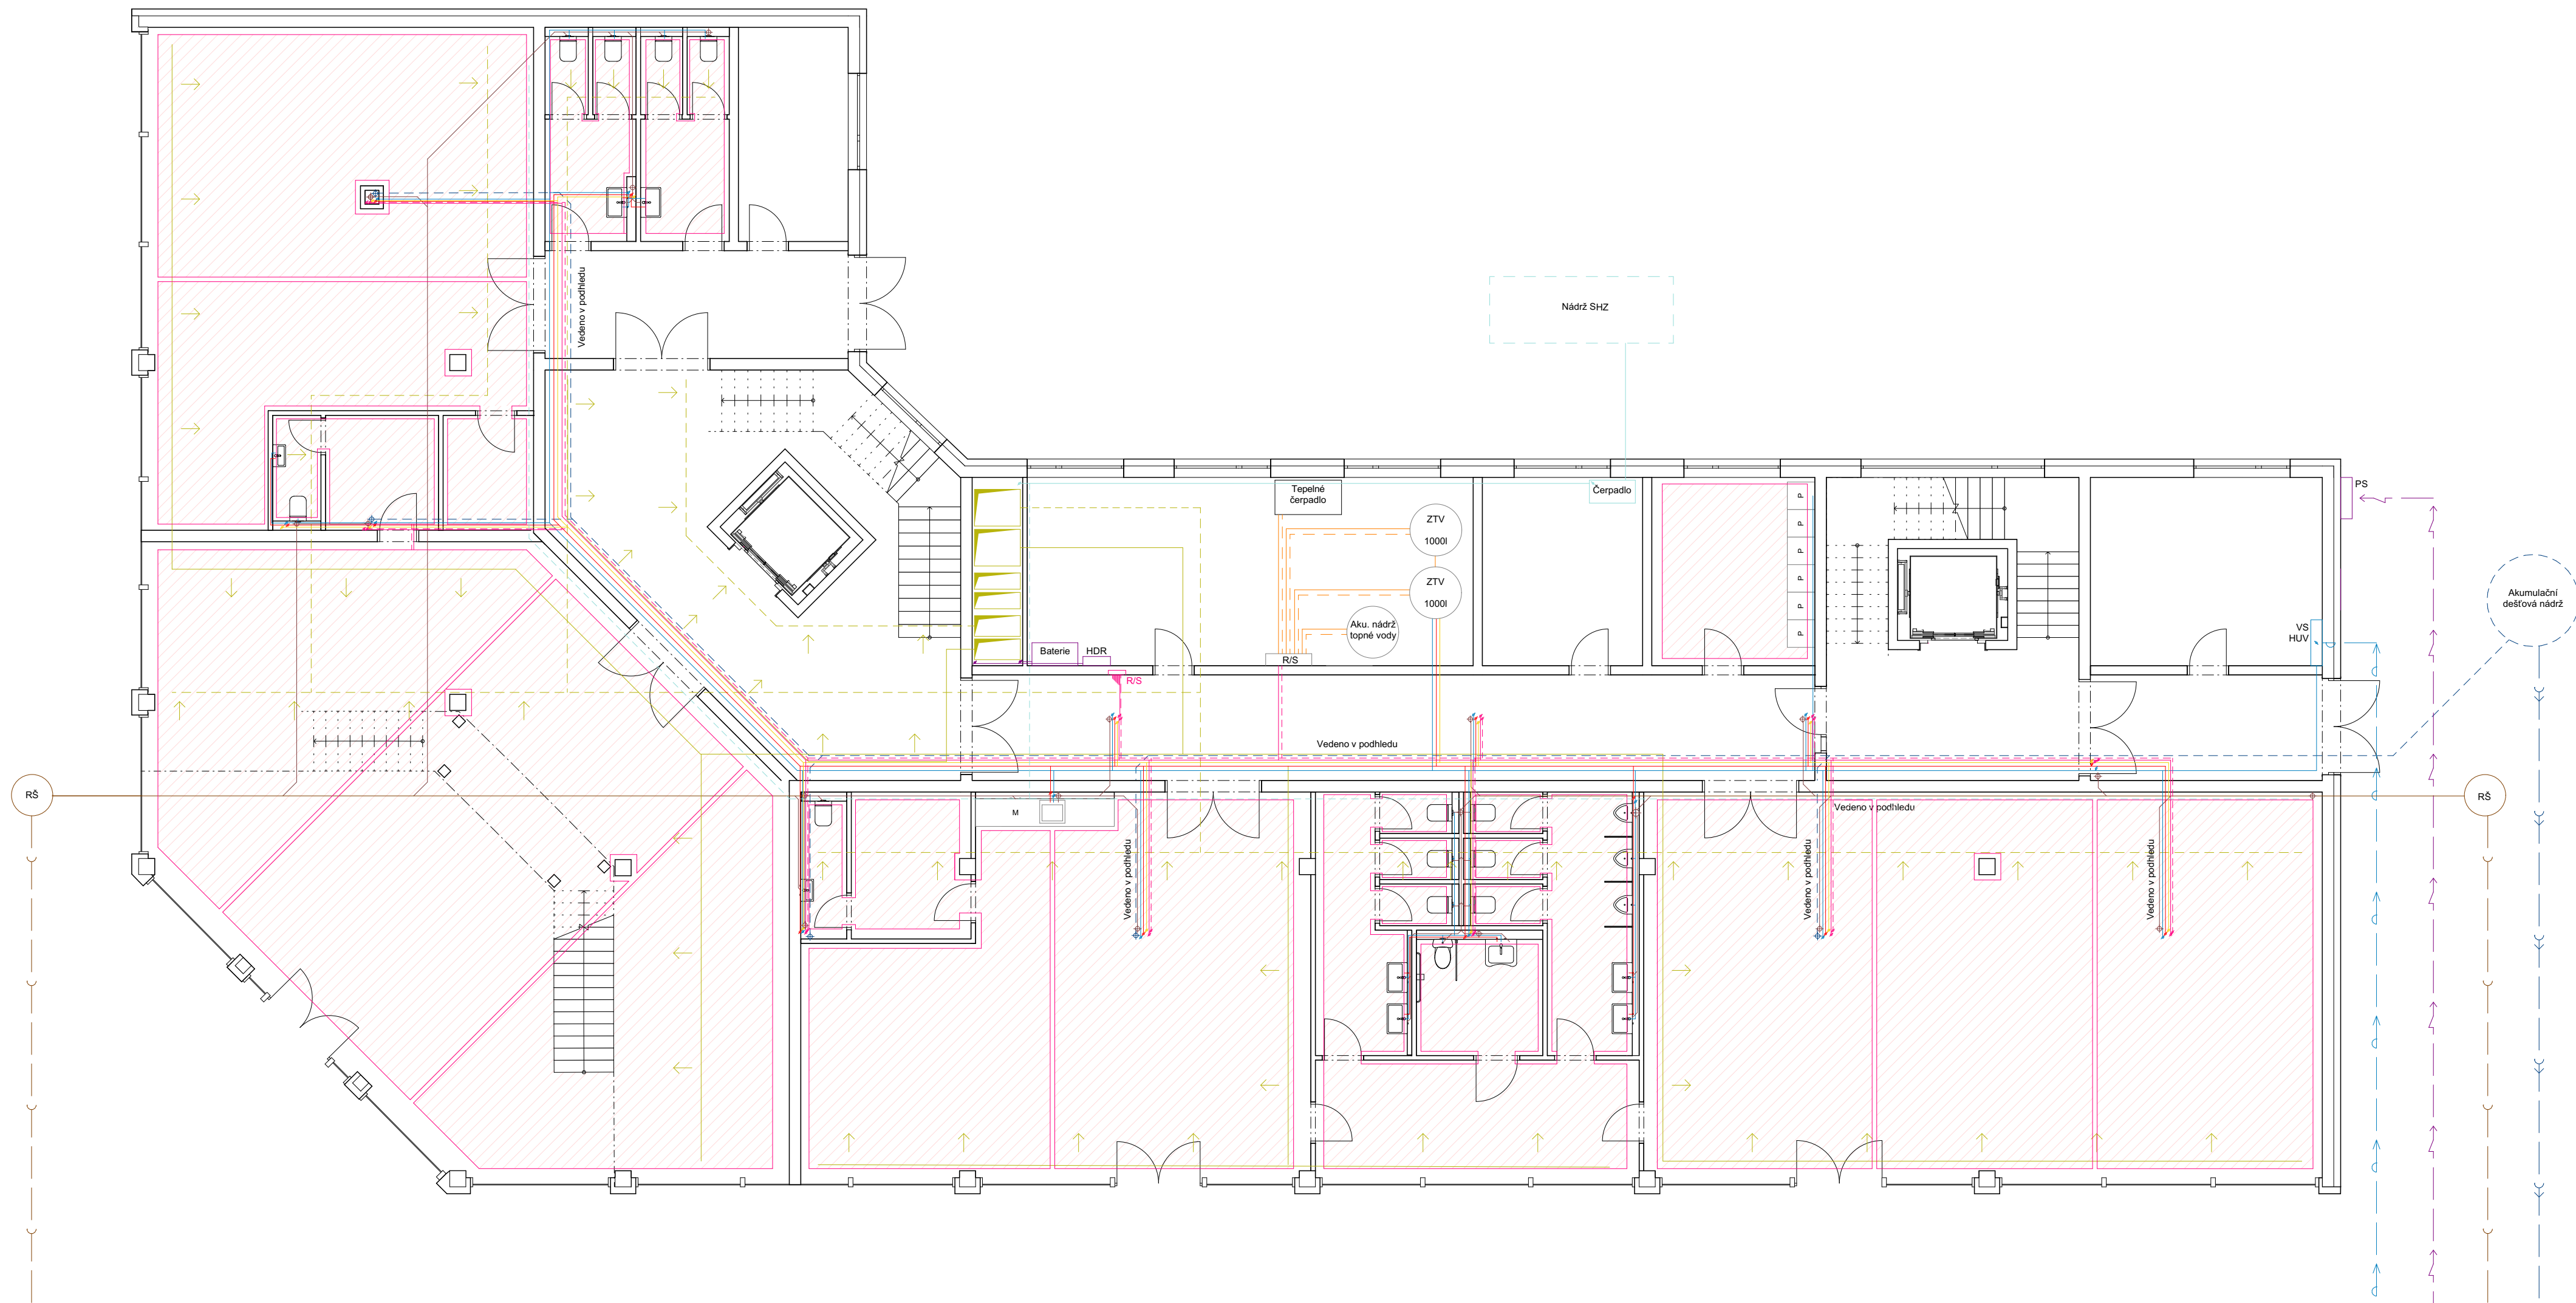 Vedeno v podhledu
Nádrž SHZ
Tepelné
čerpadlo
ZTV
1000l
Čerpadlo
P
P
P
P
P
P
PS
ZTV
1000l
Akumulační
dešťová nádrž
Aku. nádrž
topné vody
VS
HUV
Baterie
HDR
R/S
R/S
Vedeno v podhledu
RŠ
M
Vedeno v podhledu
RŠ
Vedeno v podhledu
Vedeno v podhledu
Vedeno v podhledu